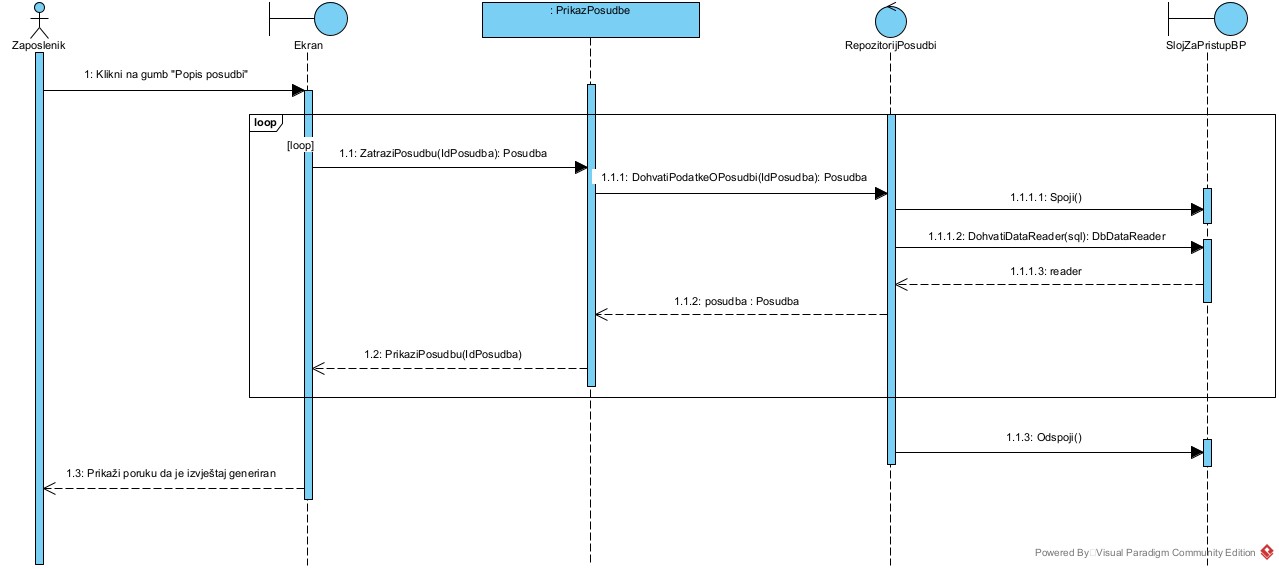 : PrikazPosudbe
Zaposlenik
Ekran
RepozitorijPosudbi
SlojZaPristupBP
1: Klikni na gumb "Popis posudbi"
loop
[loop]
1.1: ZatraziPosudbu(IdPosudba): Posudba
1.1.1: DohvatiPodatkeOPosudbi(IdPosudba): Posudba
1.1.1.1: Spoji()
1.1.1.2: DohvatiDataReader(sql): DbDataReader
1.1.1.3: reader
1.1.2: posudba : Posudba
1.2: PrikaziPosudbu(IdPosudba)
1.1.3: Odspoji()
1.3: Prikaži poruku da je izvještaj generiran
Powered By Visual Paradigm Community Edition